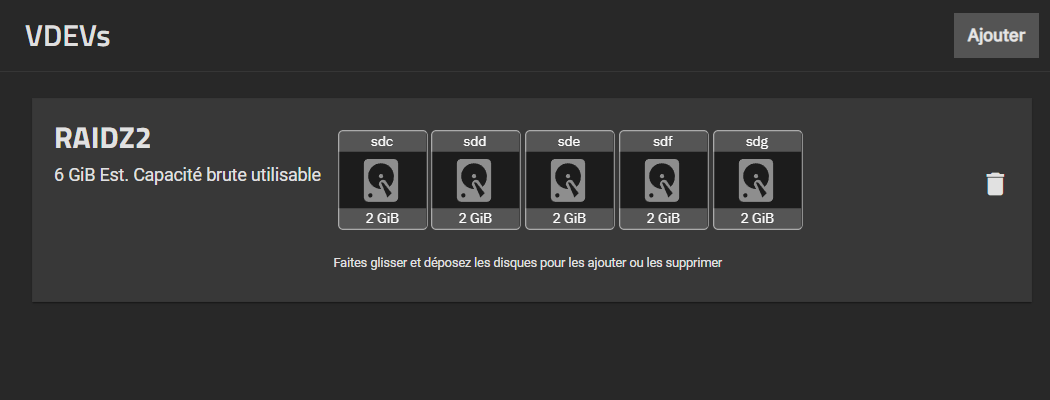 VDEVs
Ajouter
RAIDZ2
6 GiB Est. Capacité brute utilisable
sdc sdd sde sdf sdg
2 GiB 2 GiB 2 GiB 2 GiB 2 GiB
Faites glisser et déposez les disques pour les ajouter ou les supprimer